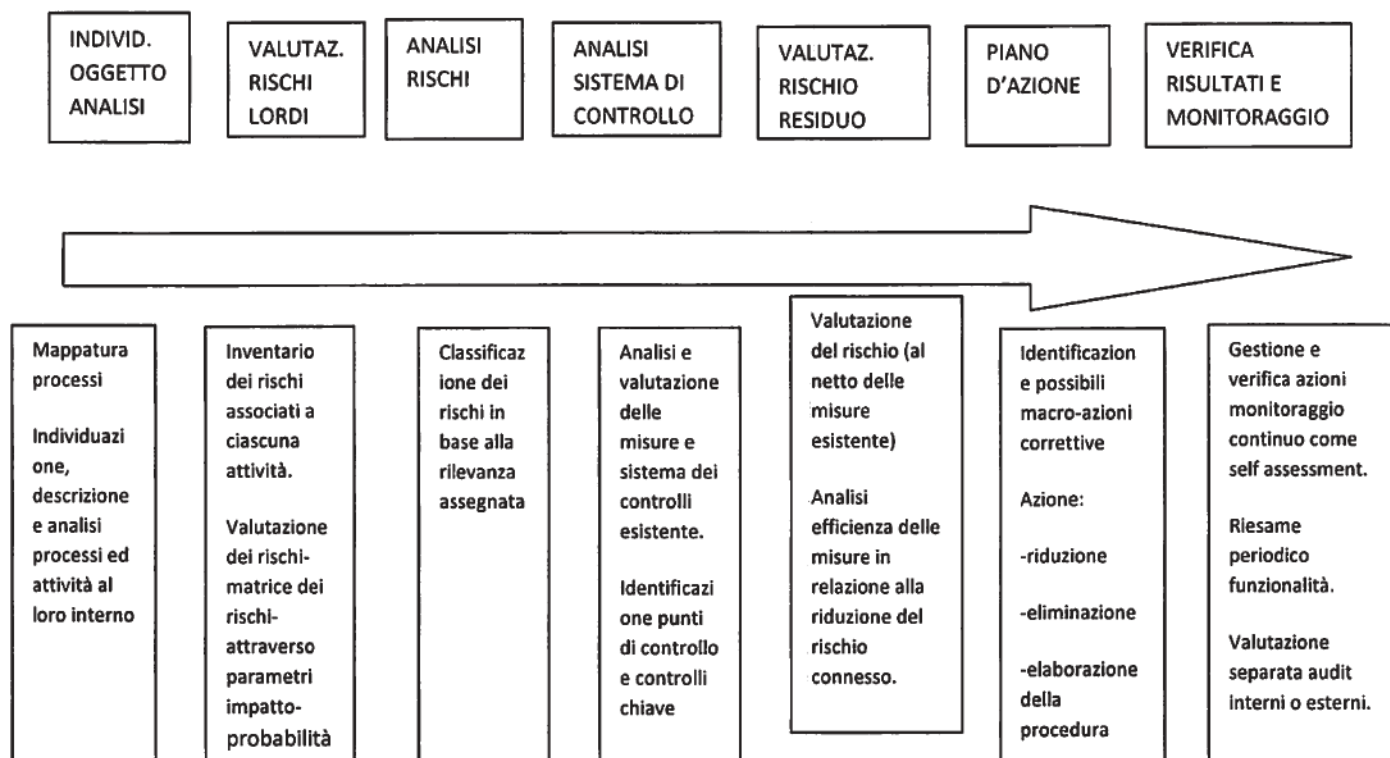 INDIVID.
OGGETTO
ANALISI
VALUTAZ.
RISCHI
LORDI
ANALISI
RISCHI
ANALISI
SISTEMA DI
CONTROLLO
VALUTAZ.
RISCHIO
RESIDUO
PIANO
D'AZIONE
VERIFICA
RISULTATI E
MONITORAGGIO
Mappatura
processi
Individuazi
one,
descrizione
e analisi
processi ed
attività al
loro interno
Inventario
dei rischi
associati a
ciascuna
attività.
Valutazione
dei rischi-
matrice dei
rischi-
attraverso
parametri
impatto-
probabilità
Classificaz
ione dei
rischi in
base alla
rilevanza
assegnata
Analisi e
valutazione
delle
misure e
sistema dei
controlli
esistente.
Identificazi
one punti
di controllo
e controlli
chiave
Valutazione
del rischio (al
netto delle
misure
esistente)
Analisi
efficienza delle
misure in
relazione alla
riduzione del
rischio
connesso.
Identificazion
e possibili
macro-azioni
correttive
Azione:
-riduzione
-eliminazione
-elaborazione
della
procedura
Gestione e
verifica azioni
monitoraggio
continuo come
self assessment.
Riesame
periodico
funzionalità.
Valutazione
separata audit
interni o esterni.